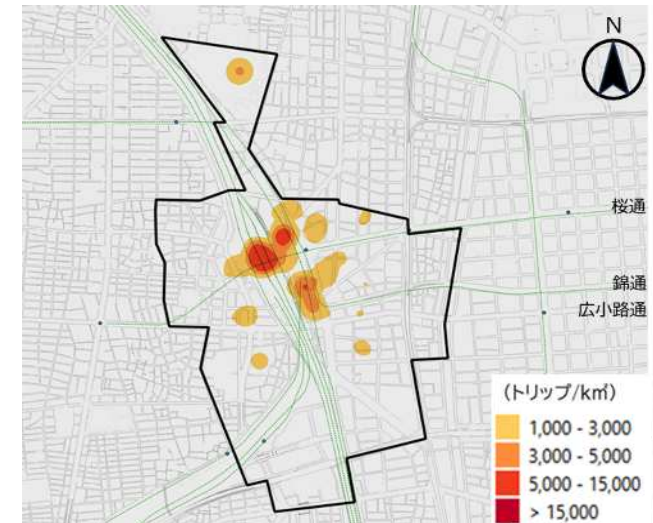 N
桜通
錦通
広小路通
(トリップ/k㎡)
1,000 - 3,000
3,000 - 5,000
5,000 - 15,000
> 15,000